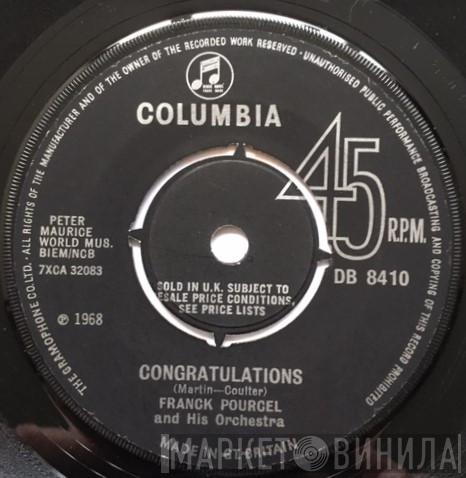 THE GRAMOPHONE CO. LTD. · ALL RIGHTS OF THE MANUFACTURER AND OF THE OWNER OF THE RECORDED WORK RESERVED · UNAUTHORISED PUBLIC PERFORMANCE BROADCASTING AND COPYING OF THIS RECORD PROHIBITED
COLUMBIA
45
R.P.M.
PETER
MAURICE
WORLD MUS.
BIEM/NCB
7XCA 32083
DB 8410
SOLD IN U.K. SUBJECT TO
RESALE PRICE CONDITIONS,
SEE PRICE LISTS
℗ 1968
CONGRATULATIONS
(Martin—Coulter)
FRANCK POURCEL
and His Orchestra
MADE IN GT. BRITAIN
МАРКЕТ ВИНИЛА